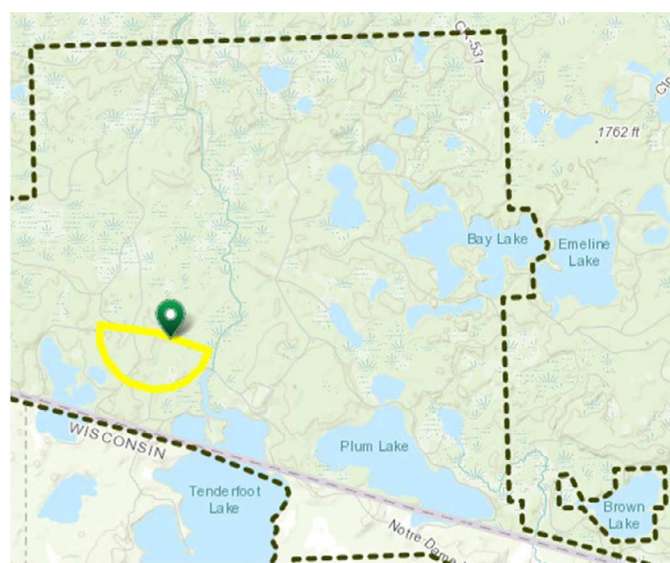 CR-531
1762 ft
Bay Lake
Emeline
Lake
WISCONSIN
Plum Lake
Tenderfoot
Lake
Brown
Lake
Notre Dame